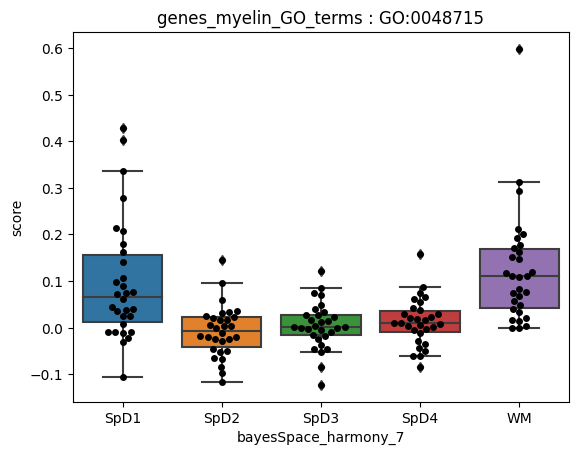 genes_myelin_GO_terms : GO:0048715
0.6
0.5
0.4
0.3
0.2
0.1
0.0
−0.1
score
SpD1 SpD2 SpD3 SpD4 WM
bayesSpace_harmony_7